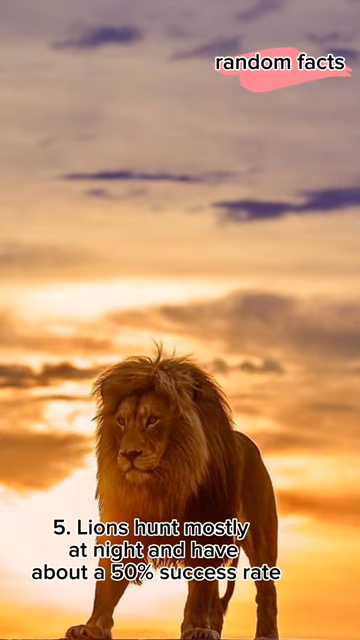 random facts
5. Lions hunt mostly
at night and have
about a 50% success rate